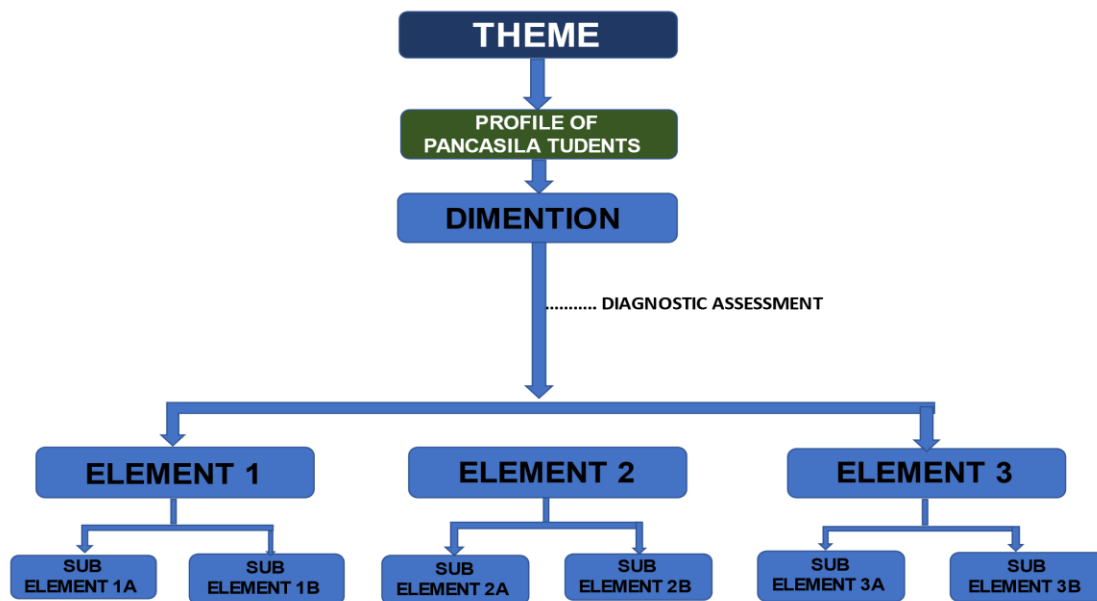 THEME
PROFILE OF
PANCASILA TUDENTS
DIMENTION
........... DIAGNOSTIC ASSESSMENT
ELEMENT 1
ELEMENT 2
ELEMENT 3
SUB
ELEMENT 1A
SUB
ELEMENT 1B
SUB
ELEMENT 2A
SUB
ELEMENT 2B
SUB
ELEMENT 3A
SUB
ELEMENT 3B